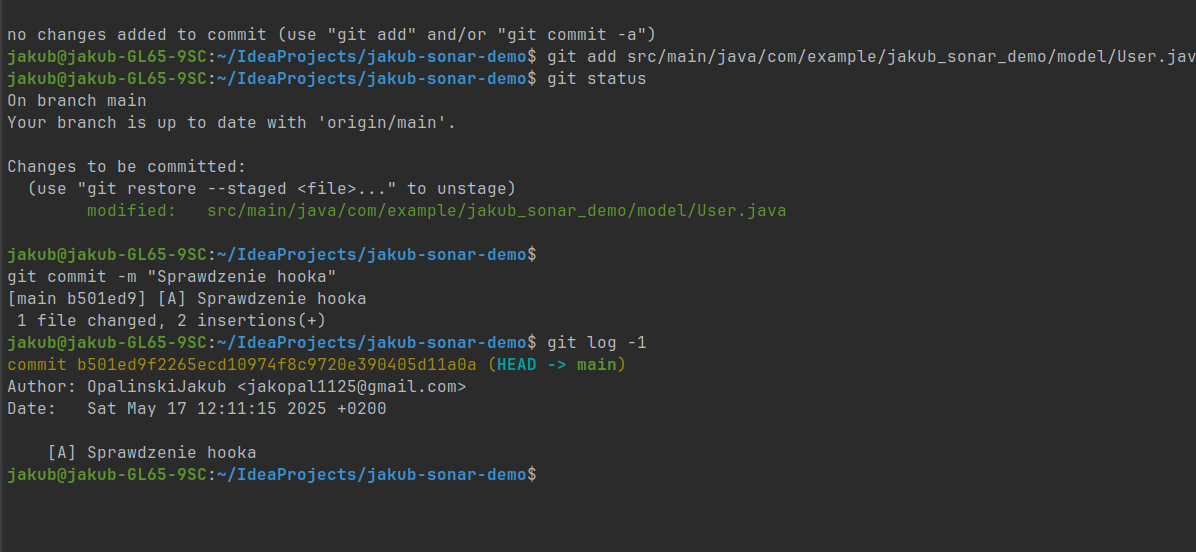 no changes added to commit (use "git add" and/or "git commit -a")
jakub@jakub-GL65-9SC:~/IdeaProjects/jakub-sonar-demo$ git add src/main/java/com/example/jakub_sonar_demo/model/User.jav
jakub@jakub-GL65-9SC:~/IdeaProjects/jakub-sonar-demo$ git status
On branch main
Your branch is up to date with 'origin/main'.
Changes to be committed:
  (use "git restore --staged <file>..." to unstage)
        modified:   src/main/java/com/example/jakub_sonar_demo/model/User.java
jakub@jakub-GL65-9SC:~/IdeaProjects/jakub-sonar-demo$
git commit -m "Sprawdzenie hooka"
[main b501ed9] [A] Sprawdzenie hooka
 1 file changed, 2 insertions(+)
jakub@jakub-GL65-9SC:~/IdeaProjects/jakub-sonar-demo$ git log -1
commit b501ed9f2265ecd10974f8c9720e390405d11a0a (HEAD -> main)
Author: OpalinskiJakub <jakopal1125@gmail.com>
Date:   Sat May 17 12:11:15 2025 +0200
    [A] Sprawdzenie hooka
jakub@jakub-GL65-9SC:~/IdeaProjects/jakub-sonar-demo$